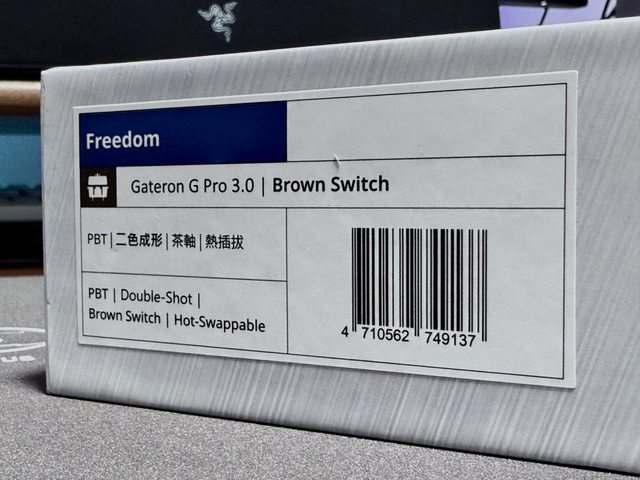 Freedom
Gateron G Pro 3.0 | Brown Switch
PBT | 二色成形 | 茶軸 | 熱插拔
PBT | Double-Shot |
Brown Switch | Hot-Swappable
4 710562 749137